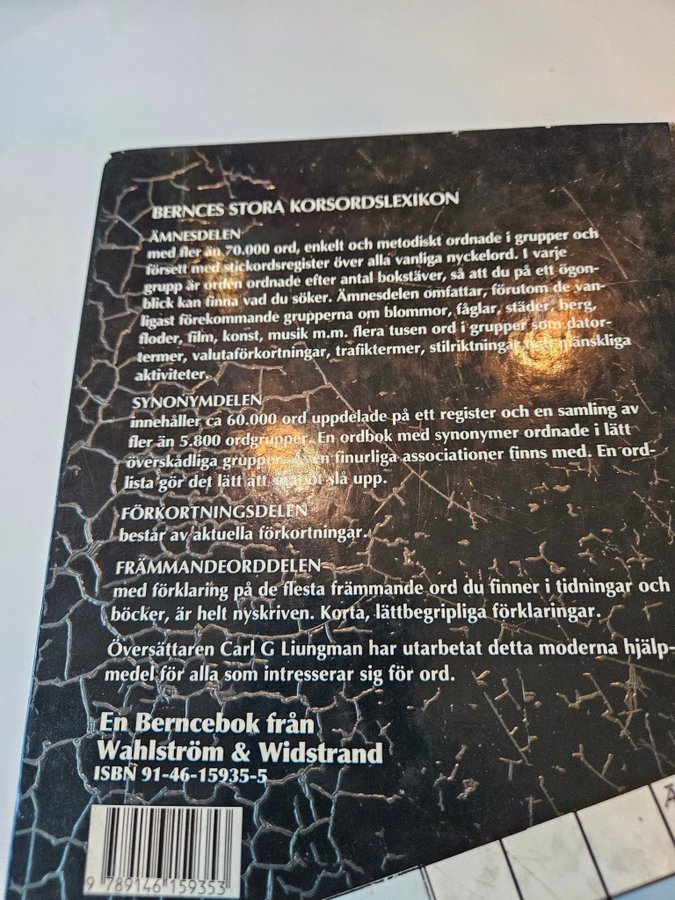 BERNCES STORA KORSORDSLEXIKON
ÄMNESDELEN
med fler än 70.000 ord, enkelt och metodiskt ordnade i grupper och
försett med stickordsregister över alla vanliga nyckelord. I varje
grupp är orden ordnade efter antal bokstäver, så att du på ett ögon-
blick kan finna vad du söker. Ämnesdelen omfattar, förutom de van-
ligast förekommande grupperna om blommor, fåglar, städer, berg,
floder, film, konst, musik m.m. flera tusen ord i grupper som dator-
termer, valutaförkortningar, trafiktermer, stilriktningar och mänskliga
aktiviteter.
SYNONYMDELEN
innehåller ca 60.000 ord uppdelade på ett register och en samling av
fler än 5.800 ordgrupper. En ordbok med synonymer ordnade i lätt
överskådliga grupper finurliga associationer finns med. En ord-
lista gör det lätt att slå upp.
FÖRKORTNINGSDELEN
består av aktuella förkortningar.
FRÄMMANDEORDDELEN
med förklaring på de flesta främmande ord du finner i tidningar och
böcker, är helt nyskriven. Korta, lättbegripliga förklaringar.
Översättaren Carl G Liungman har utarbetat detta moderna hjälp-
medel för alla som intresserar sig för ord.
En Berncebok från
Wahlström & Widstrand
ISBN 91-46-15935-5
9 789146 159353